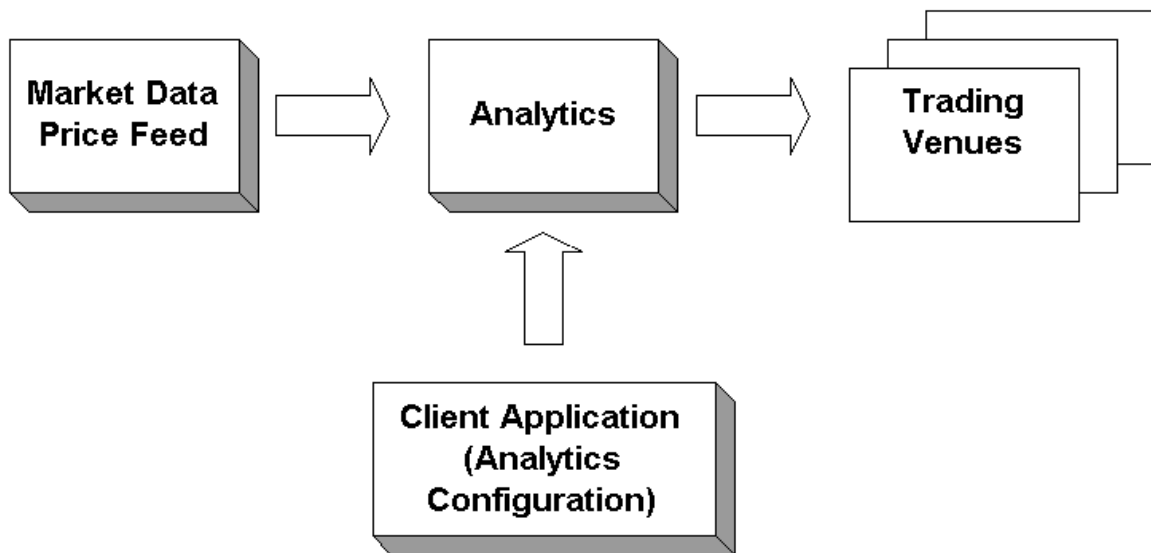 Market Data
Price Feed
Analytics
Trading
Venues
Client Application
(Analytics
Configuration)